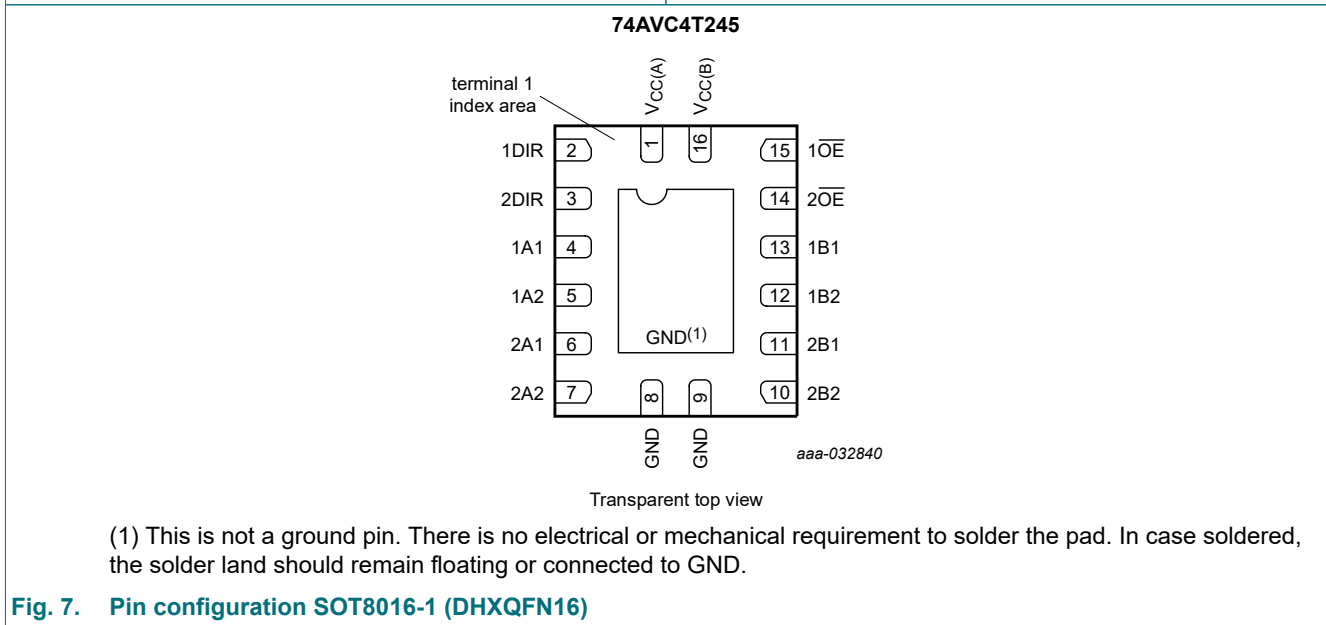 74AVC4T245
terminal 1
index area
VCC(A)
VCC(B)
1
16
1DIR 2
15 1OE
2DIR 3
14 2OE
1A1 4
13 1B1
1A2 5
12 1B2
2A1 6
GND(1)
11 2B1
2A2 7
8
9
10 2B2
GND
GND
aaa-032840
Transparent top view
(1) This is not a ground pin. There is no electrical or mechanical requirement to solder the pad. In case soldered,
the solder land should remain floating or connected to GND.
Fig. 7. Pin configuration SOT8016-1 (DHXQFN16)